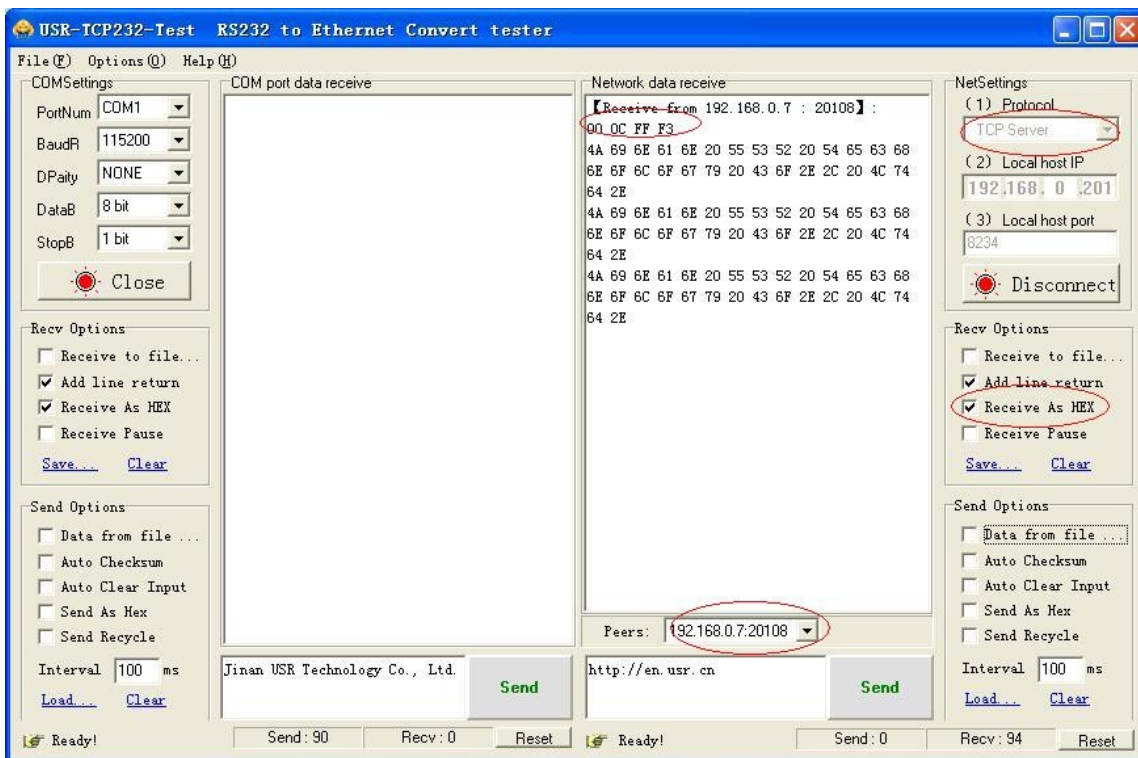 USR-TCP232-Test RS232 to Ethernet Convert tester
File(F) Options(O) Help(H)
COMSettings
PortNum COM1
BaudR 115200
DPaity NONE
DataB 8 bit
StopB 1 bit
Close
Recv Options
Receive to file...
Add line return
Receive As HEX
Receive Pause
Save... Clear
Send Options
Data from file ...
Auto Checksum
Auto Clear Input
Send As Hex
Send Recycle
Interval 100 ms
Load... Clear
COM port data receive
Jinan USR Technology Co., Ltd.
Send
Ready!
Send : 90 Recv : 0 Reset
Network data receive
【Receive from 192.168.0.7 : 20108】:
00 0C FF F3
4A 69 6E 61 6E 20 55 53 52 20 54 65 63 68
6E 6F 6C 6F 67 79 20 43 6F 2E 2C 20 4C 74
64 2E
4A 69 6E 61 6E 20 55 53 52 20 54 65 63 68
6E 6F 6C 6F 67 79 20 43 6F 2E 2C 20 4C 74
64 2E
4A 69 6E 61 6E 20 55 53 52 20 54 65 63 68
6E 6F 6C 6F 67 79 20 43 6F 2E 2C 20 4C 74
64 2E
Peers: 192.168.0.7:20108
http://en.usr.cn
Send
Ready!
Send : 0 Recv : 94 Reset
NetSettings
(1) Protocol
TCP Server
(2) Local host IP
192.168. 0 .201
(3) Local host port
8234
Disconnect
Recv Options
Receive to file...
Add line return
Receive As HEX
Receive Pause
Save... Clear
Send Options
Data from file ...
Auto Checksum
Auto Clear Input
Send As Hex
Send Recycle
Interval 100 ms
Load... Clear